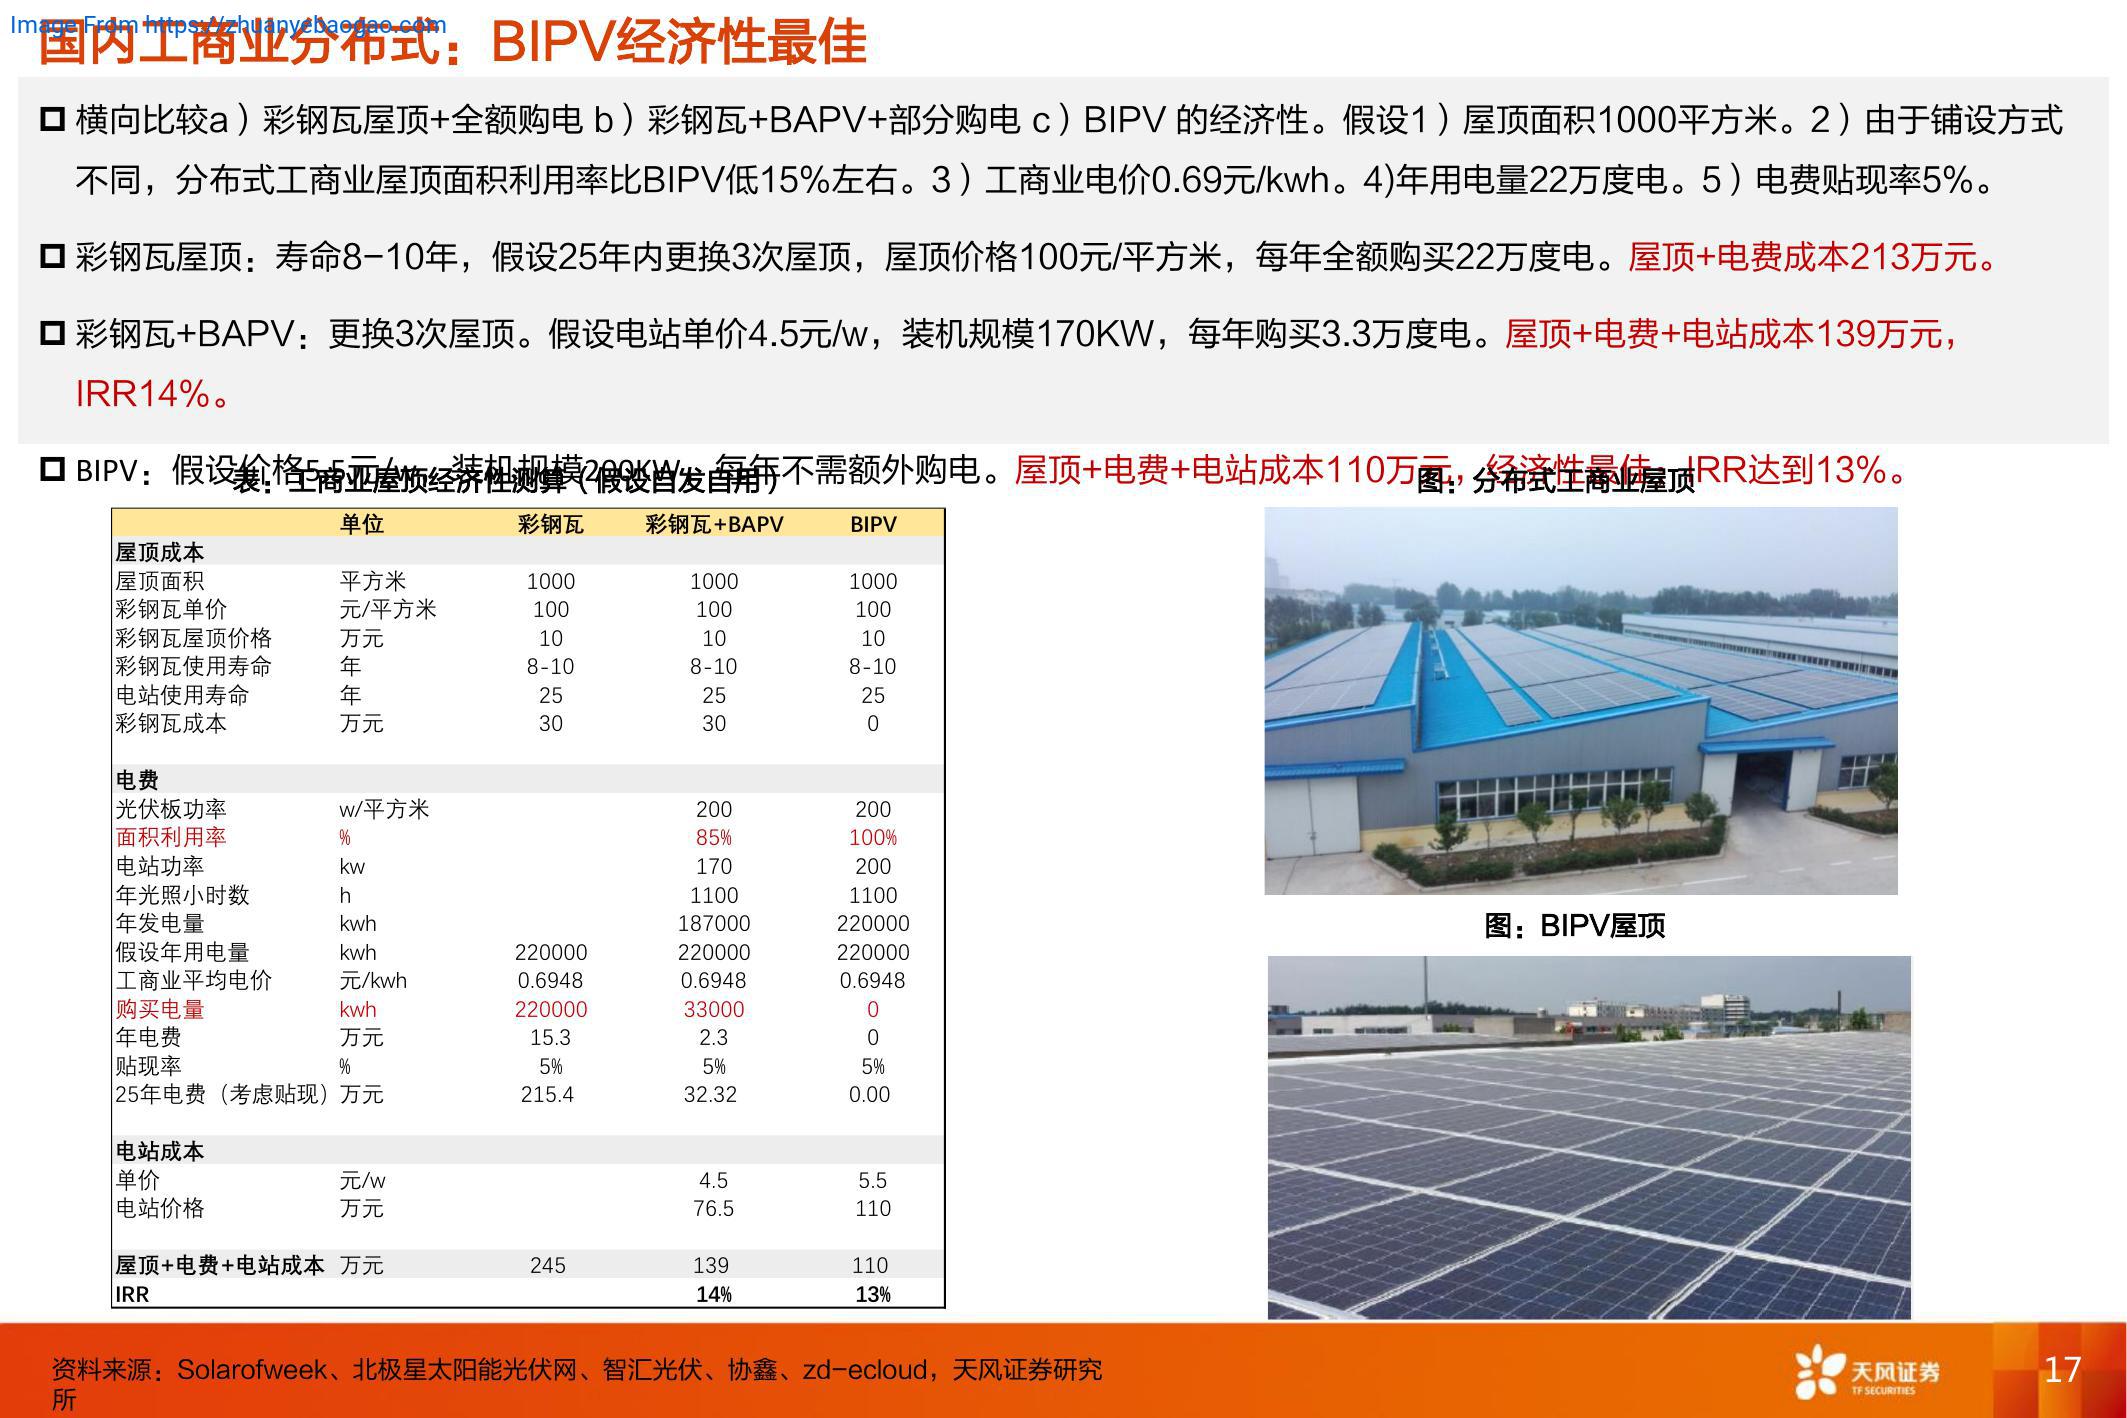 Image From https://zhuanyebaogao.com
国内工商业分布式：BIPV经济性最佳
横向比较a）彩钢瓦屋顶+全额购电 b）彩钢瓦+BAPV+部分购电 c）BIPV 的经济性。假设1）屋顶面积1000平方米。2）由于铺设方式
不同，分布式工商业屋顶面积利用率比BIPV低15%左右。3）工商业电价0.69元/kwh。4)年用电量22万度电。5）电费贴现率5%。
彩钢瓦屋顶：寿命8-10年，假设25年内更换3次屋顶，屋顶价格100元/平方米，每年全额购买22万度电。屋顶+电费成本213万元。
彩钢瓦+BAPV：更换3次屋顶。假设电站单价4.5元/w，装机规模170KW，每年购买3.3万度电。屋顶+电费+电站成本139万元，
IRR14%。
BIPV：假设价格5.5元/w，装机规模200KW，每年不需额外购电。屋顶+电费+电站成本110万元，经济性最佳，IRR达到13%。
表：工商业屋顶经济性测算（假设自发自用）
图：分布式工商业屋顶
单位 彩钢瓦 彩钢瓦+BAPV BIPV
屋顶成本
屋顶面积 平方米 1000 1000 1000
彩钢瓦单价 元/平方米 100 100 100
彩钢瓦屋顶价格 万元 10 10 10
彩钢瓦使用寿命 年 8-10 8-10 8-10
电站使用寿命 年 25 25 25
彩钢瓦成本 万元 30 30 0
电费
光伏板功率 w/平方米 200 200
面积利用率 % 85% 100%
电站功率 kw 170 200
年光照小时数 h 1100 1100
年发电量 kwh 187000 220000
假设年用电量 kwh 220000 220000 220000
工商业平均电价 元/kwh 0.6948 0.6948 0.6948
购买电量 kwh 220000 33000 0
年电费 万元 15.3 2.3 0
贴现率 % 5% 5% 5%
25年电费（考虑贴现） 万元 215.4 32.32 0.00
电站成本
单价 元/w 4.5 5.5
电站价格 万元 76.5 110
屋顶+电费+电站成本 万元 245 139 110
IRR 14% 13%
图：BIPV屋顶
资料来源：Solarofweek、北极星太阳能光伏网、智汇光伏、协鑫、zd-ecloud，天风证券研究
所
天风证券
TF SECURITIES
17